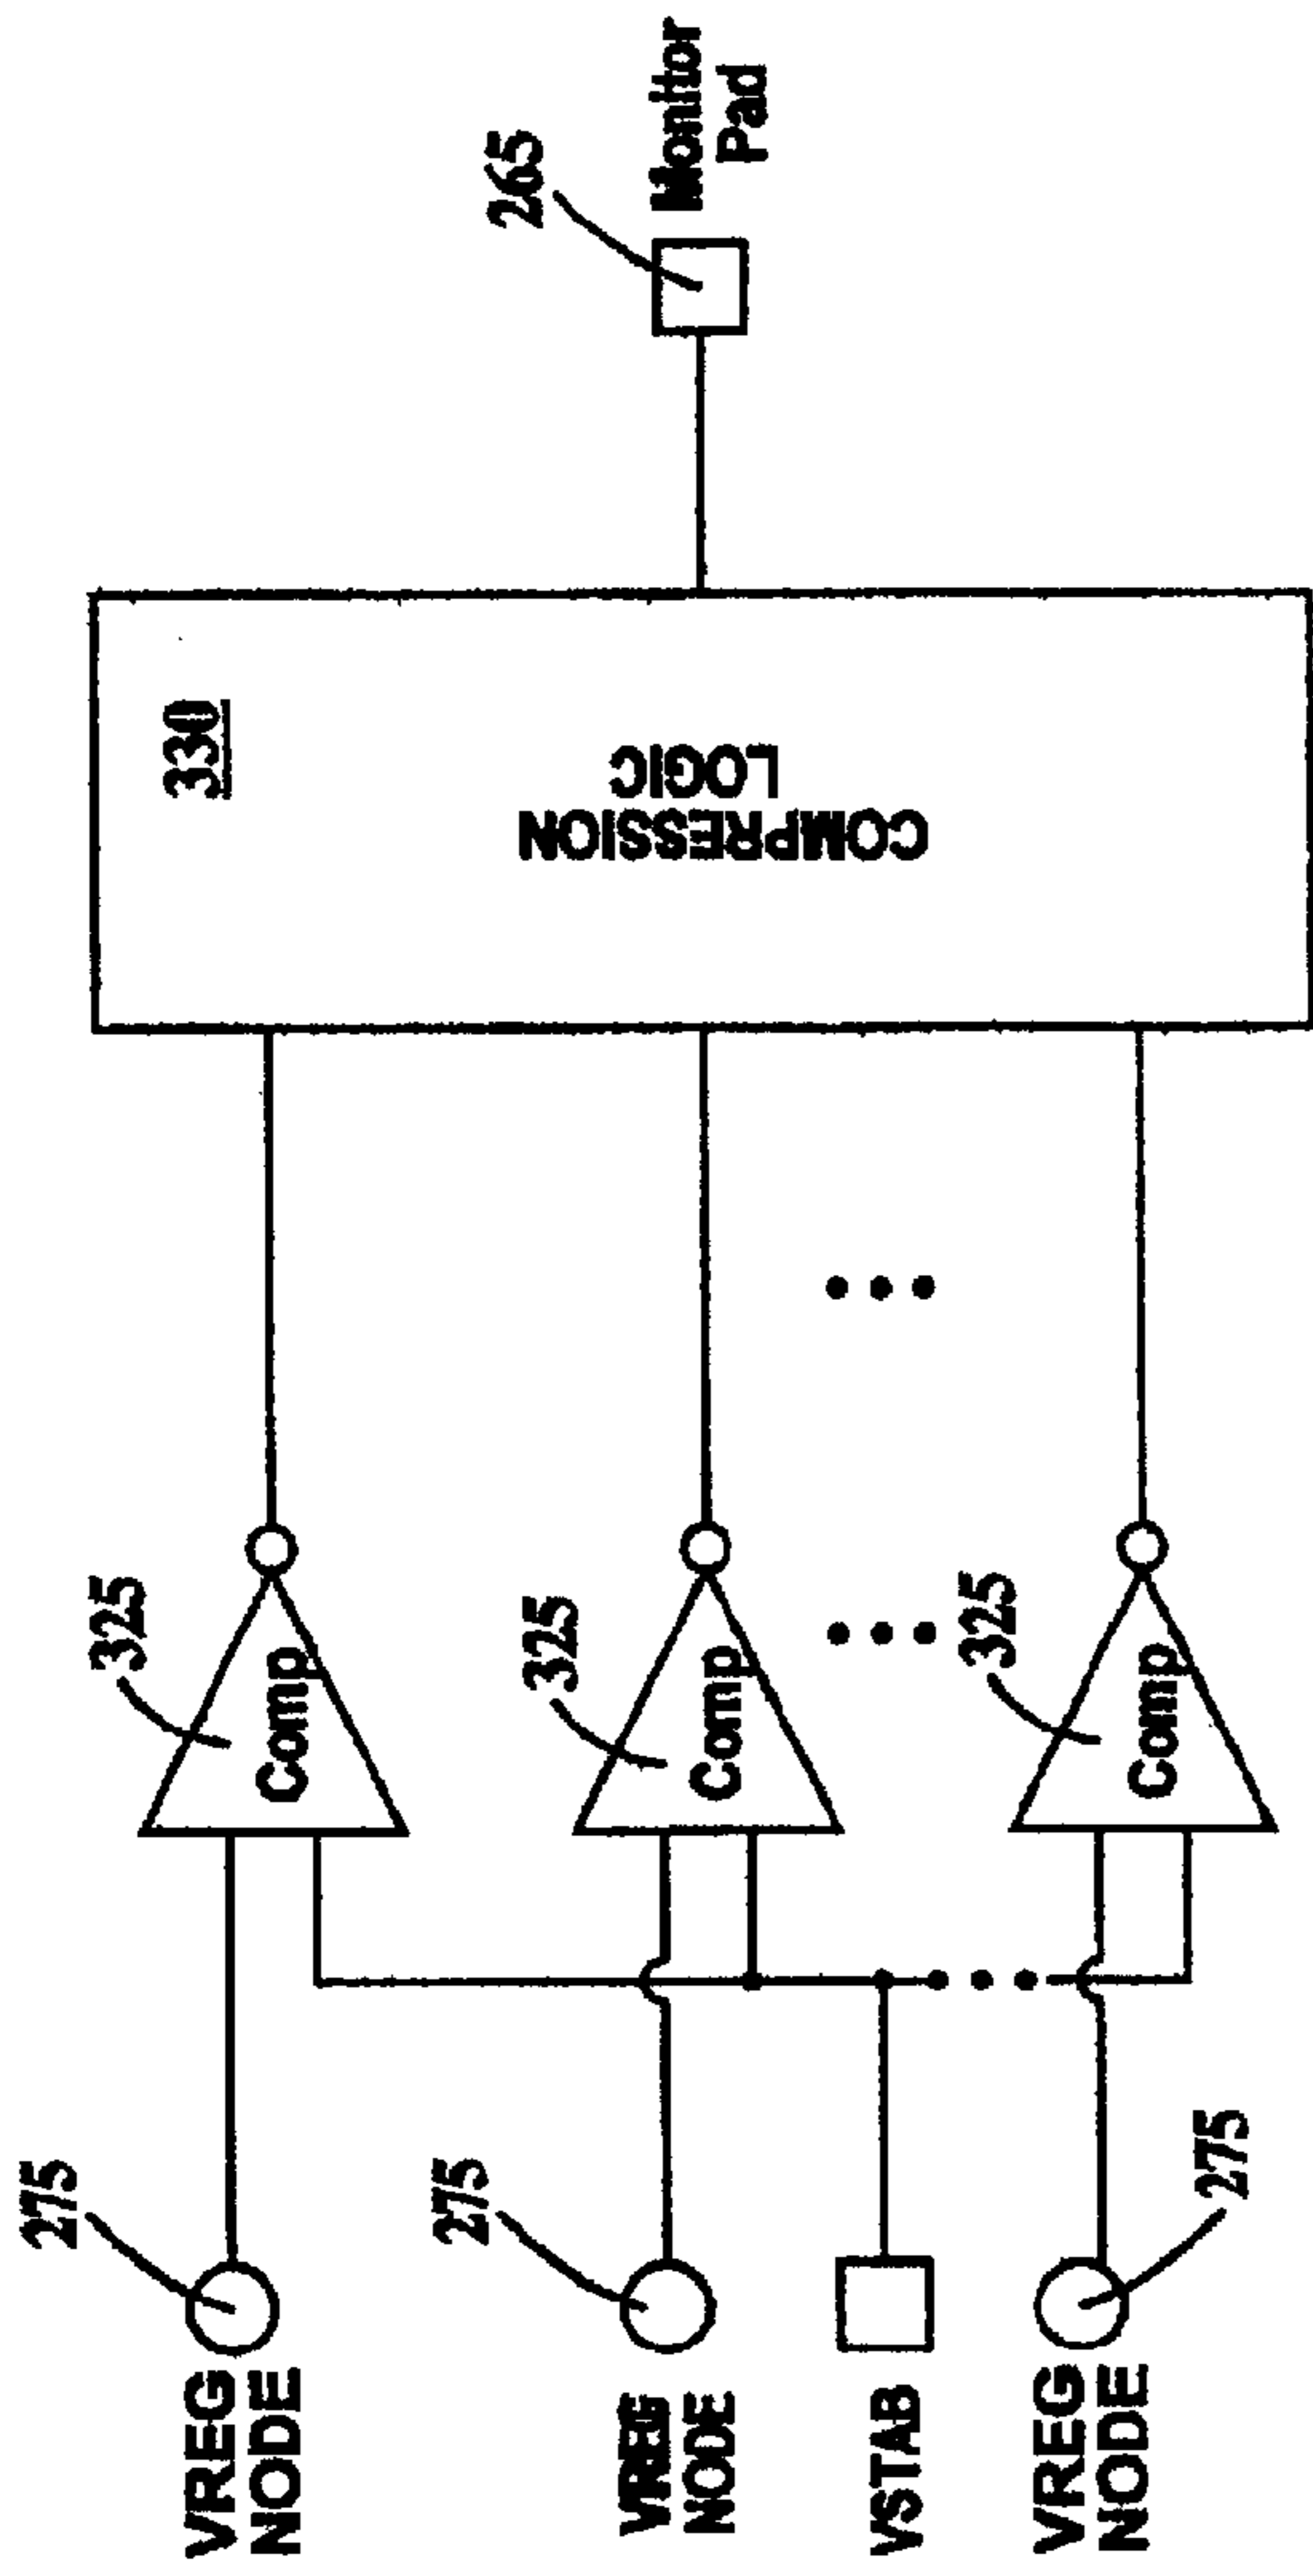 275
VREG
NODE
325
Comp
275
VREG
NODE
325
Comp
VSTAB
275
VREG
NODE
325
Comp
330
COMPRESSION
LOGIC
265
Monitor
Pad